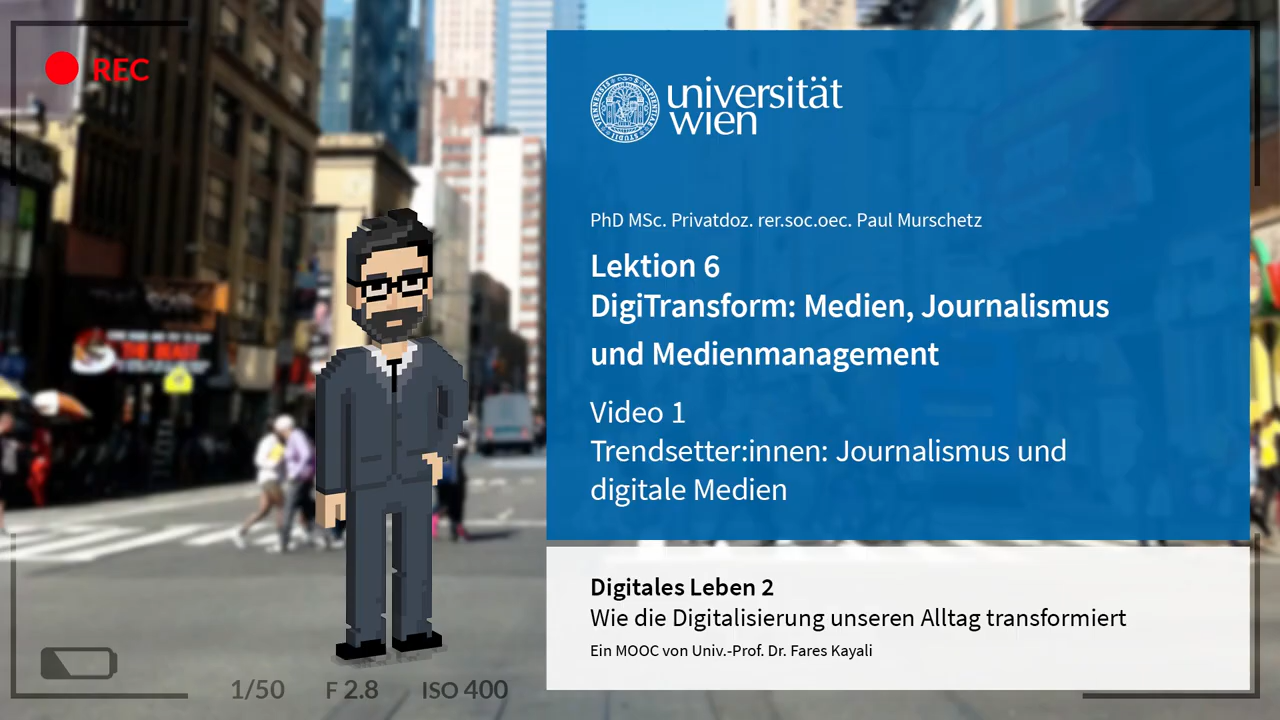 REC
universität
wien
PhD MSc. Privatdoz. rer.soc.oec. Paul Murschetz
Lektion 6
DigiTransform: Medien, Journalismus
und Medienmanagement
Video 1
Trendsetter:innen: Journalismus und
digitale Medien
Digitales Leben 2
Wie die Digitalisierung unseren Alltag transformiert
Ein MOOC von Univ.-Prof. Dr. Fares Kayali
1/50 F 2.8 ISO 400